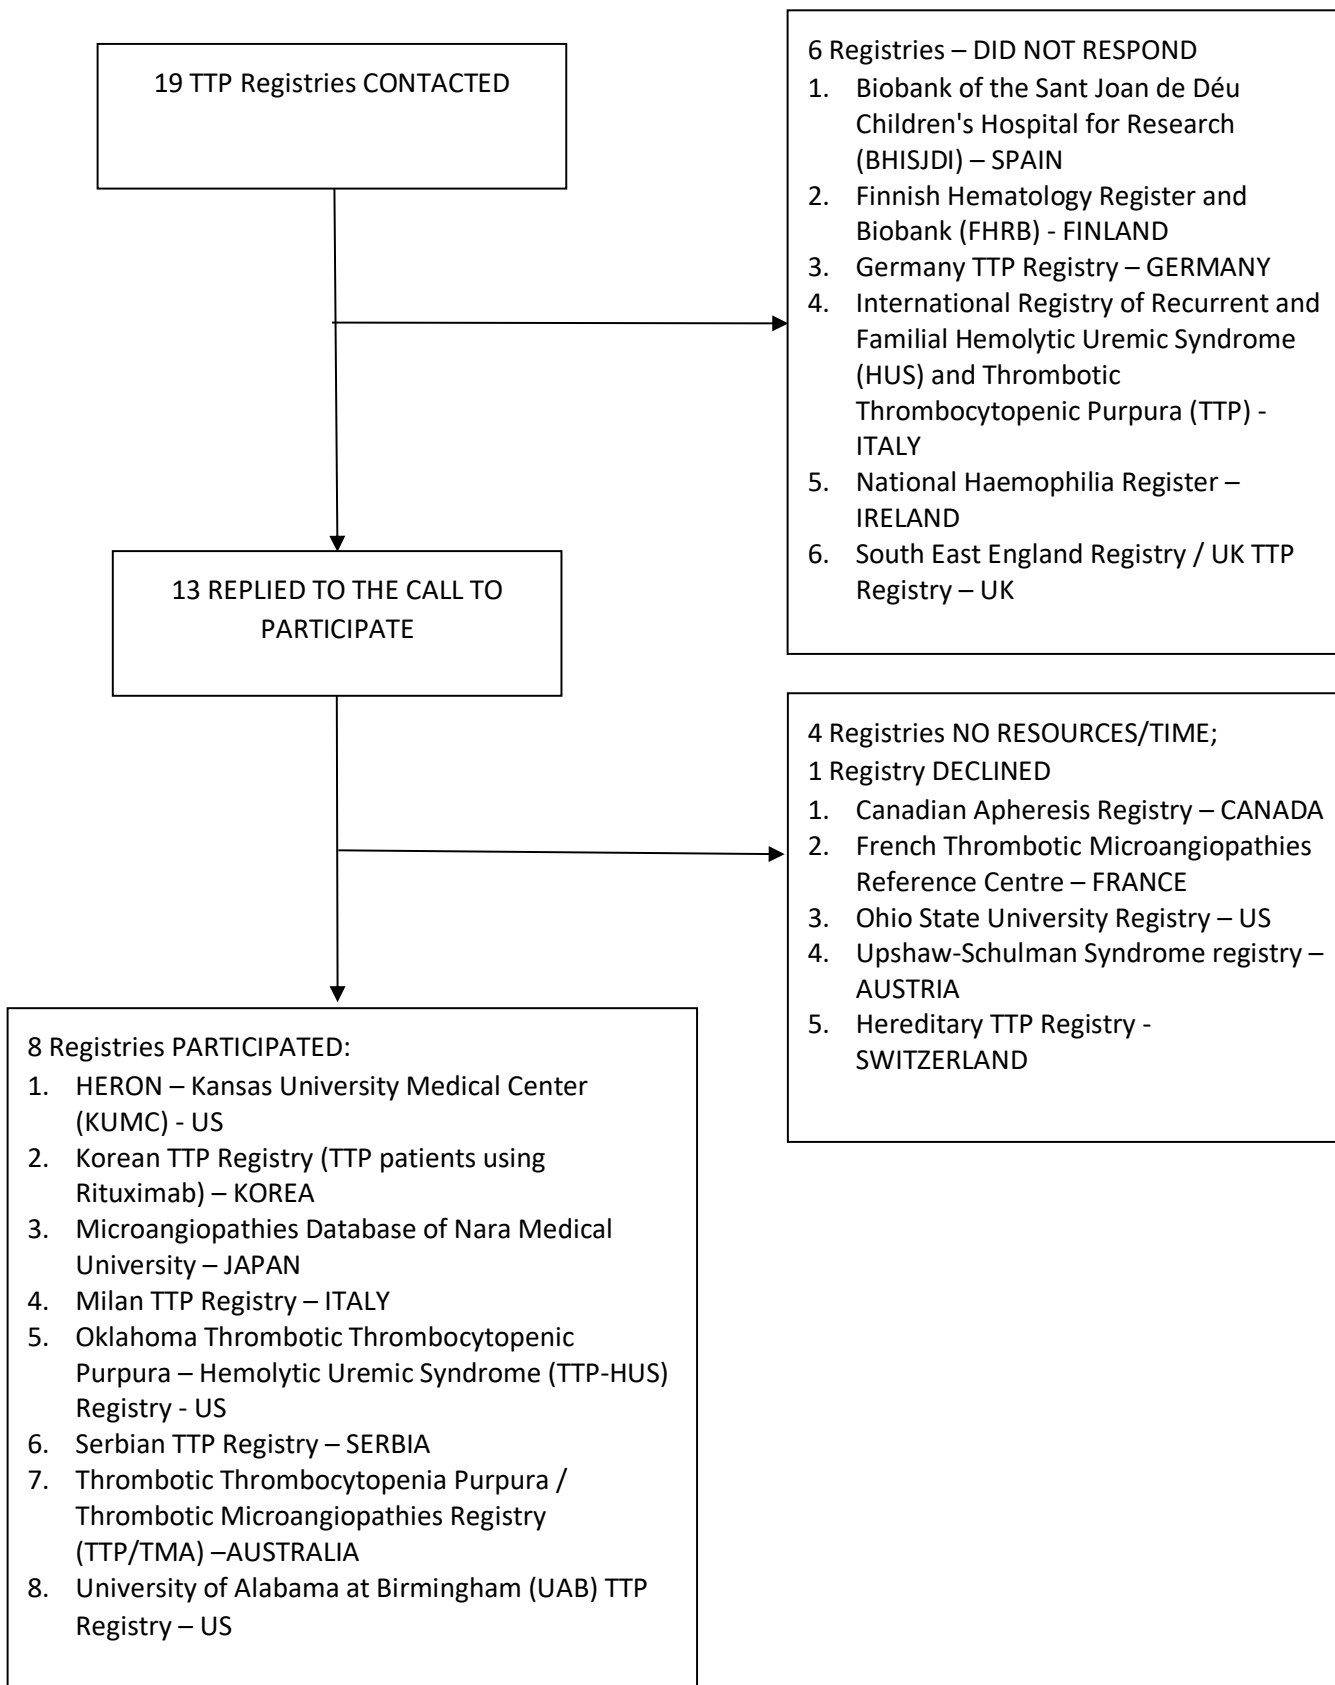 19 TTP Registries CONTACTED
6 Registries – DID NOT RESPOND
1. Biobank of the Sant Joan de Déu
Children's Hospital for Research
(BHISJDI) – SPAIN
2. Finnish Hematology Register and
Biobank (FHRB) - FINLAND
3. Germany TTP Registry – GERMANY
4. International Registry of Recurrent and
Familial Hemolytic Uremic Syndrome
(HUS) and Thrombotic
Thrombocytopenic Purpura (TTP) -
ITALY
5. National Haemophilia Register –
IRELAND
6. South East England Registry / UK TTP
Registry – UK
13 REPLIED TO THE CALL TO
PARTICIPATE
4 Registries NO RESOURCES/TIME;
1 Registry DECLINED
1. Canadian Apheresis Registry – CANADA
2. French Thrombotic Microangiopathies
Reference Centre – FRANCE
3. Ohio State University Registry – US
4. Upshaw-Schulman Syndrome registry –
AUSTRIA
5. Hereditary TTP Registry -
SWITZERLAND
8 Registries PARTICIPATED:
1. HERON – Kansas University Medical Center
(KUMC) - US
2. Korean TTP Registry (TTP patients using
Rituximab) – KOREA
3. Microangiopathies Database of Nara Medical
University – JAPAN
4. Milan TTP Registry – ITALY
5. Oklahoma Thrombotic Thrombocytopenic
Purpura – Hemolytic Uremic Syndrome (TTP-HUS)
Registry - US
6. Serbian TTP Registry – SERBIA
7. Thrombotic Thrombocytopenia Purpura /
Thrombotic Microangiopathies Registry
(TTP/TMA) –AUSTRALIA
8. University of Alabama at Birmingham (UAB) TTP
Registry – US